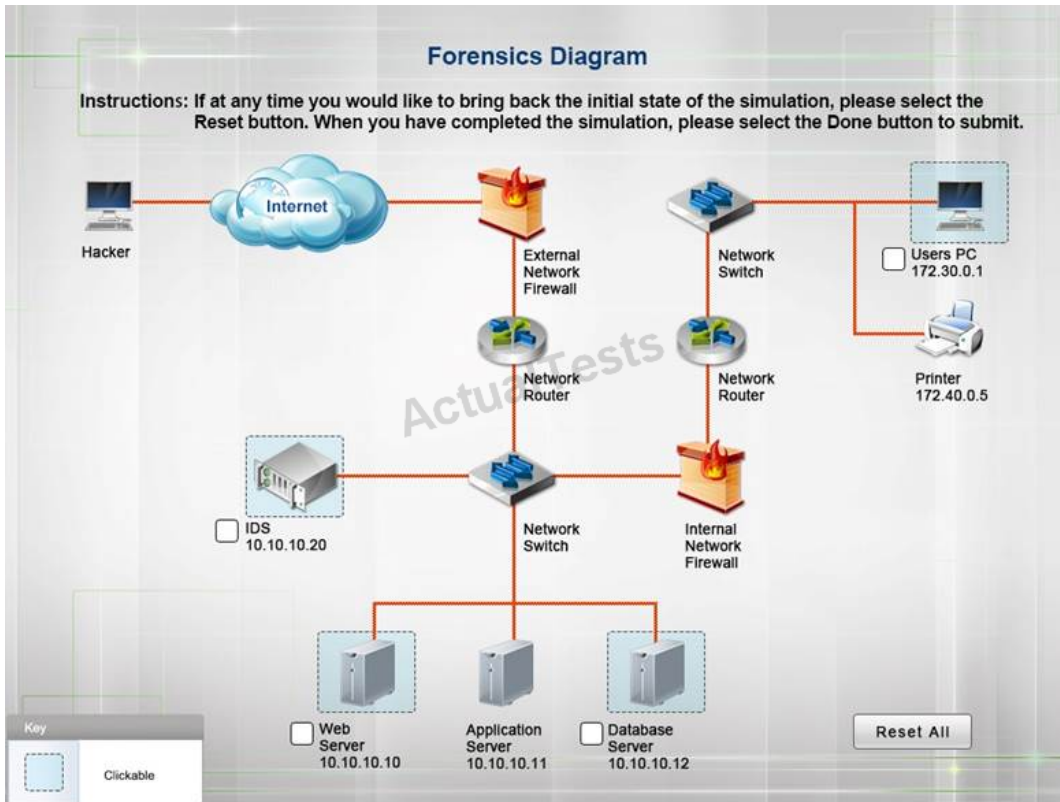 Forensics Diagram
Instructions: If at any time you would like to bring back the initial state of the simulation, please select the
Reset button. When you have completed the simulation, please select the Done button to submit.
Internet
Hacker
External
Network
Firewall
Network
Switch
Users PC
172.30.0.1
Network
Router
Network
Router
Printer
172.40.0.5
ActualTests
IDS
10.10.10.20
Network
Switch
Internal
Network
Firewall
Web
Server
10.10.10.10
Application
Server
10.10.10.11
Database
Server
10.10.10.12
Reset All
Key
Clickable